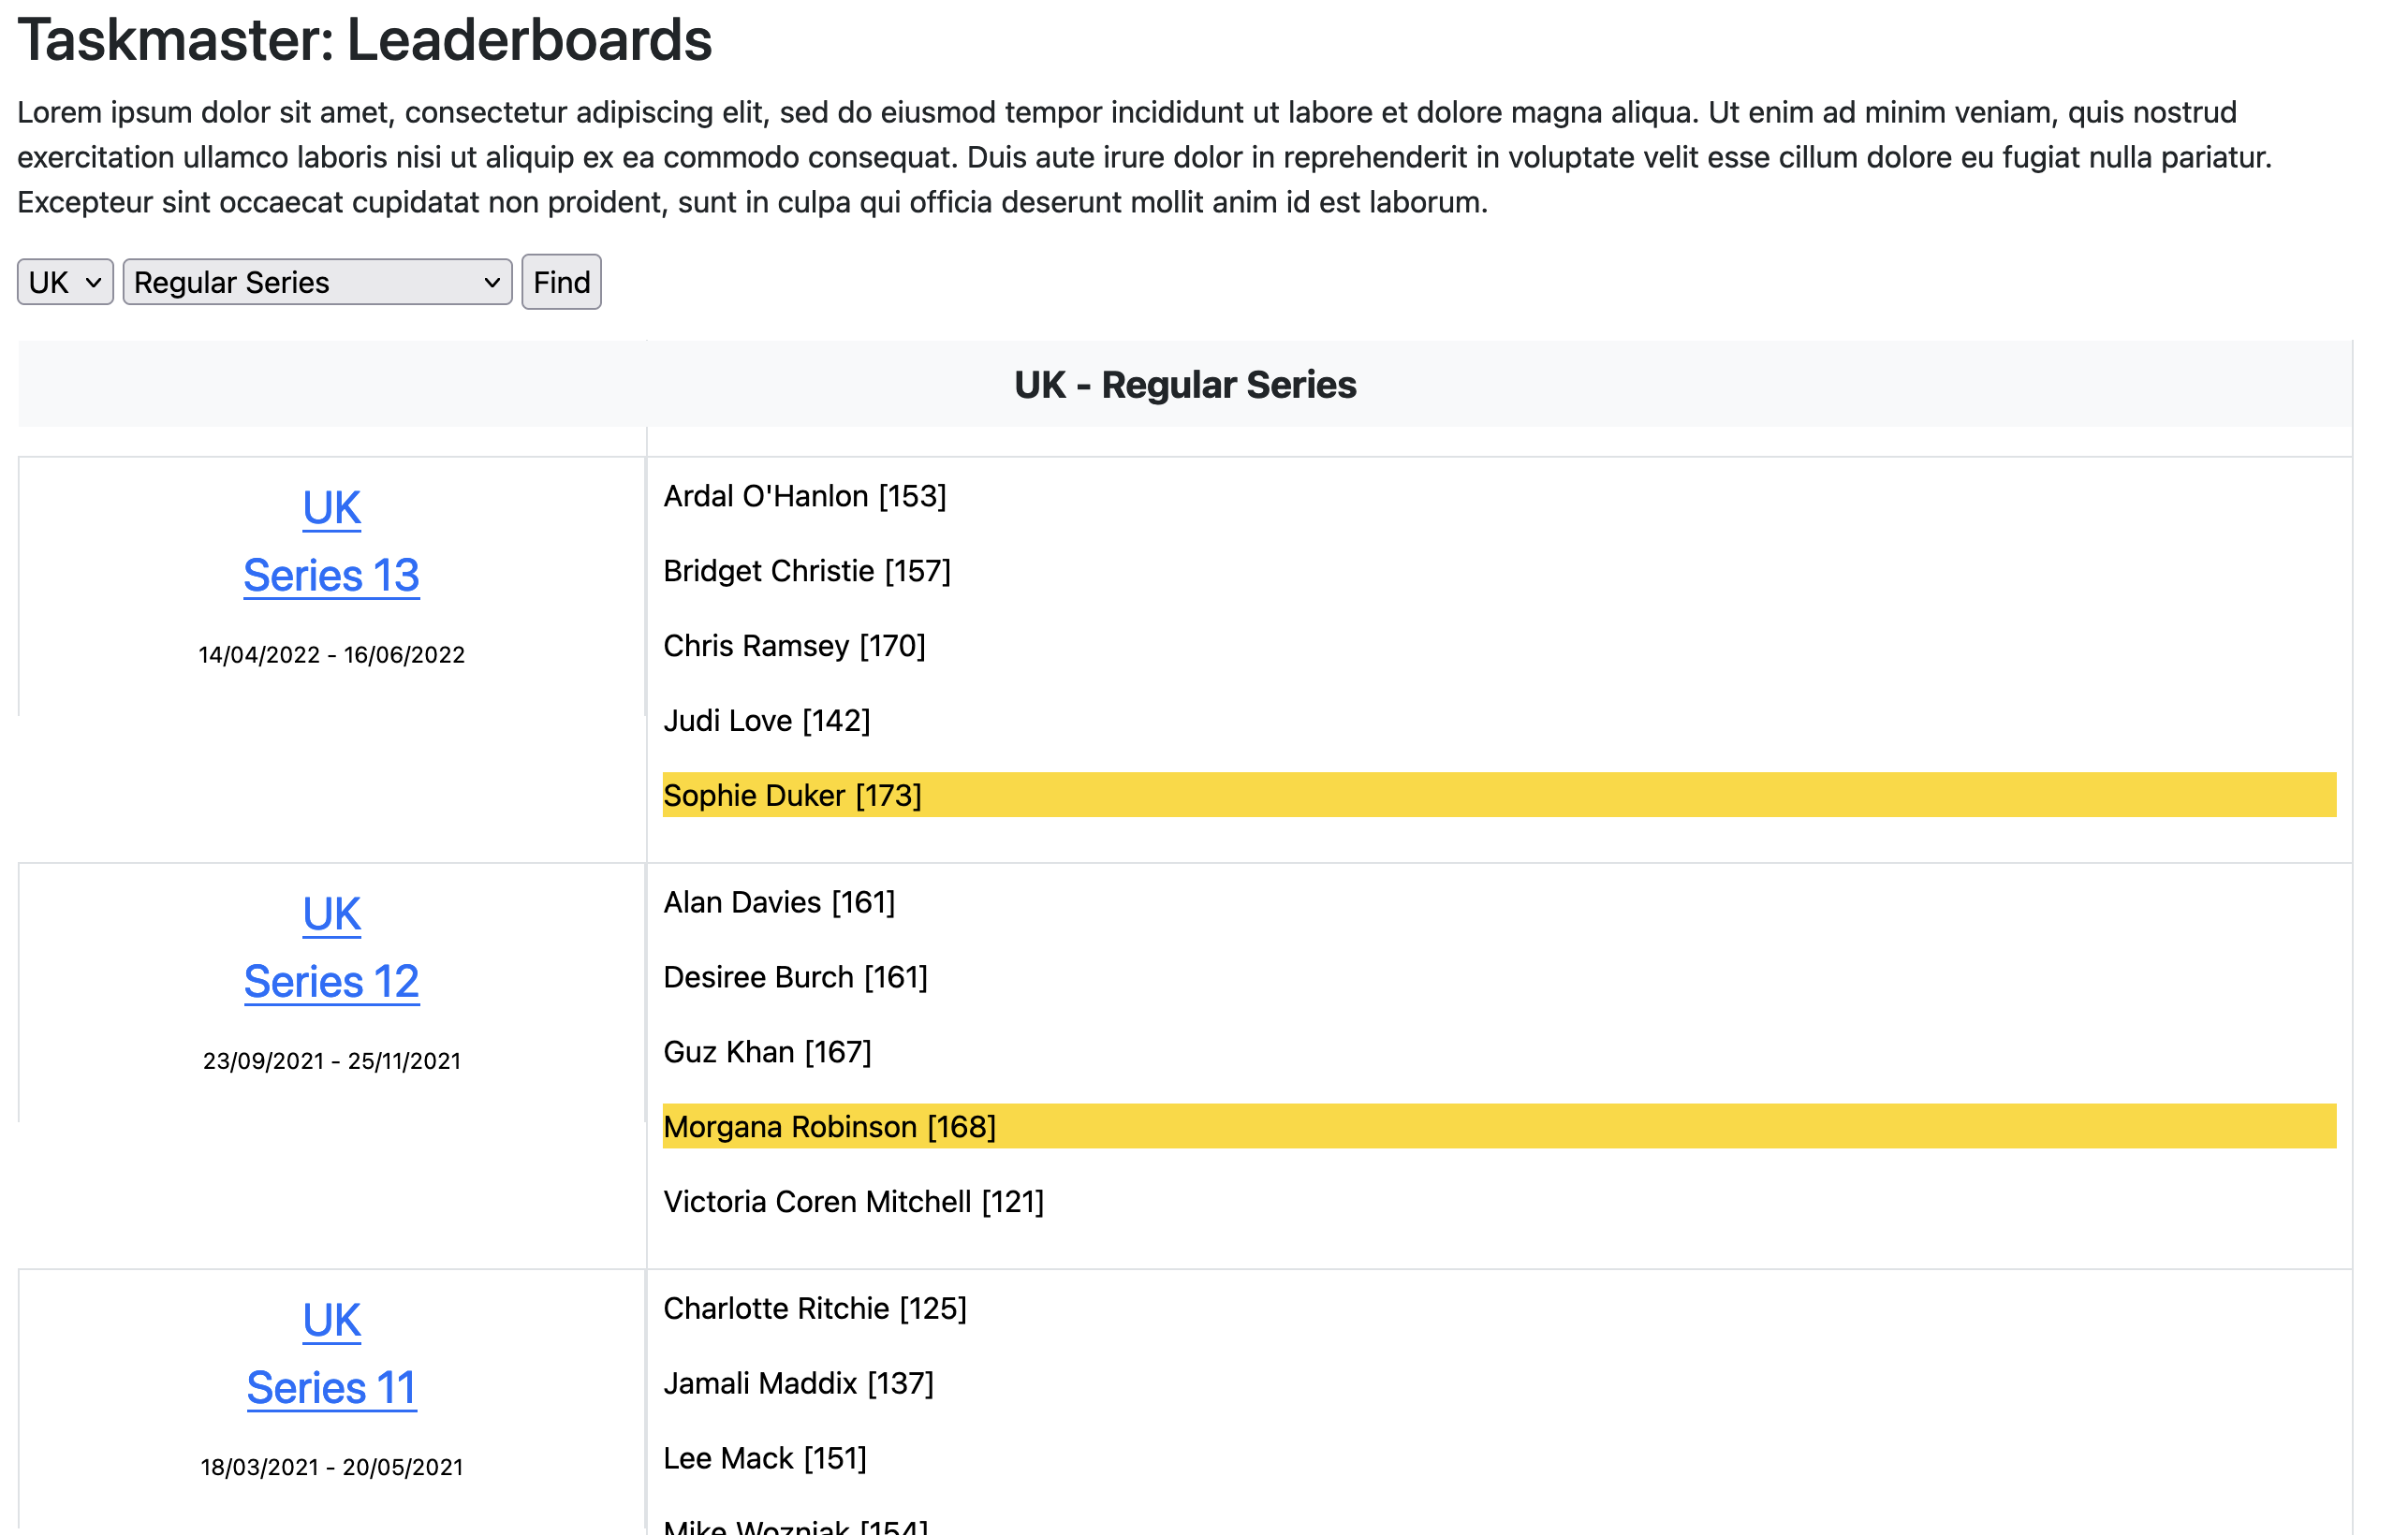 Taskmaster: Leaderboards
Lorem ipsum dolor sit amet, consectetur adipiscing elit, sed do eiusmod tempor incididunt ut labore et dolore magna aliqua. Ut enim ad minim veniam, quis nostrud
exercitation ullamco laboris nisi ut aliquip ex ea commodo consequat. Duis aute irure dolor in reprehenderit in voluptate velit esse cillum dolore eu fugiat nulla pariatur.
Excepteur sint occaecat cupidatat non proident, sunt in culpa qui officia deserunt mollit anim id est laborum.
UK Regular Series Find
UK - Regular Series
UK
Series 13
14/04/2022 - 16/06/2022
Ardal O'Hanlon [153]
Bridget Christie [157]
Chris Ramsey [170]
Judi Love [142]
Sophie Duker [173]
UK
Series 12
23/09/2021 - 25/11/2021
Alan Davies [161]
Desiree Burch [161]
Guz Khan [167]
Morgana Robinson [168]
Victoria Coren Mitchell [121]
UK
Series 11
18/03/2021 - 20/05/2021
Charlotte Ritchie [125]
Jamali Maddix [137]
Lee Mack [151]
Mike Wozniak [154]